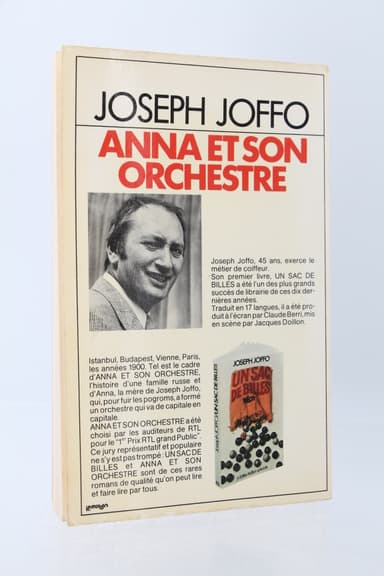 JOSEPH JOFFO
ANNA ET SON
ORCHESTRE
Joseph Joffo, 45 ans, exerce le
métier de coiffeur.
Son premier livre, UN SAC DE
BILLES a été l'un des plus grands
succès de librairie de ces dix der-
nières années.
Traduit en 17 langues, il a été pro-
duit à l'écran par Claude Berri, mis
en scène par Jacques Doillon.
Istanbul, Budapest, Vienne, Paris,
les années 1900. Tel est le cadre
d'ANNA ET SON ORCHESTRE,
l'histoire d'une famille russe et
d'Anna, la mère de Joseph Joffo,
qui, pour fuir les pogroms, a formé
un orchestre qui va de capitale en
capitale.
ANNA ET SON ORCHESTRE a été
choisi par les auditeurs de RTL
pour le "1er Prix RTL grand Public".
Ce jury représentatif et populaire
ne s'y est pas trompé : UN SAC DE
BILLES et ANNA ET SON
ORCHESTRE sont de ces rares
romans de qualité qu'on peut lire
et faire lire par tous.
JOSEPH JOFFO
UN SAC
DE
BILLES
JOSEPH JOFFO UN SAC DE BILLES